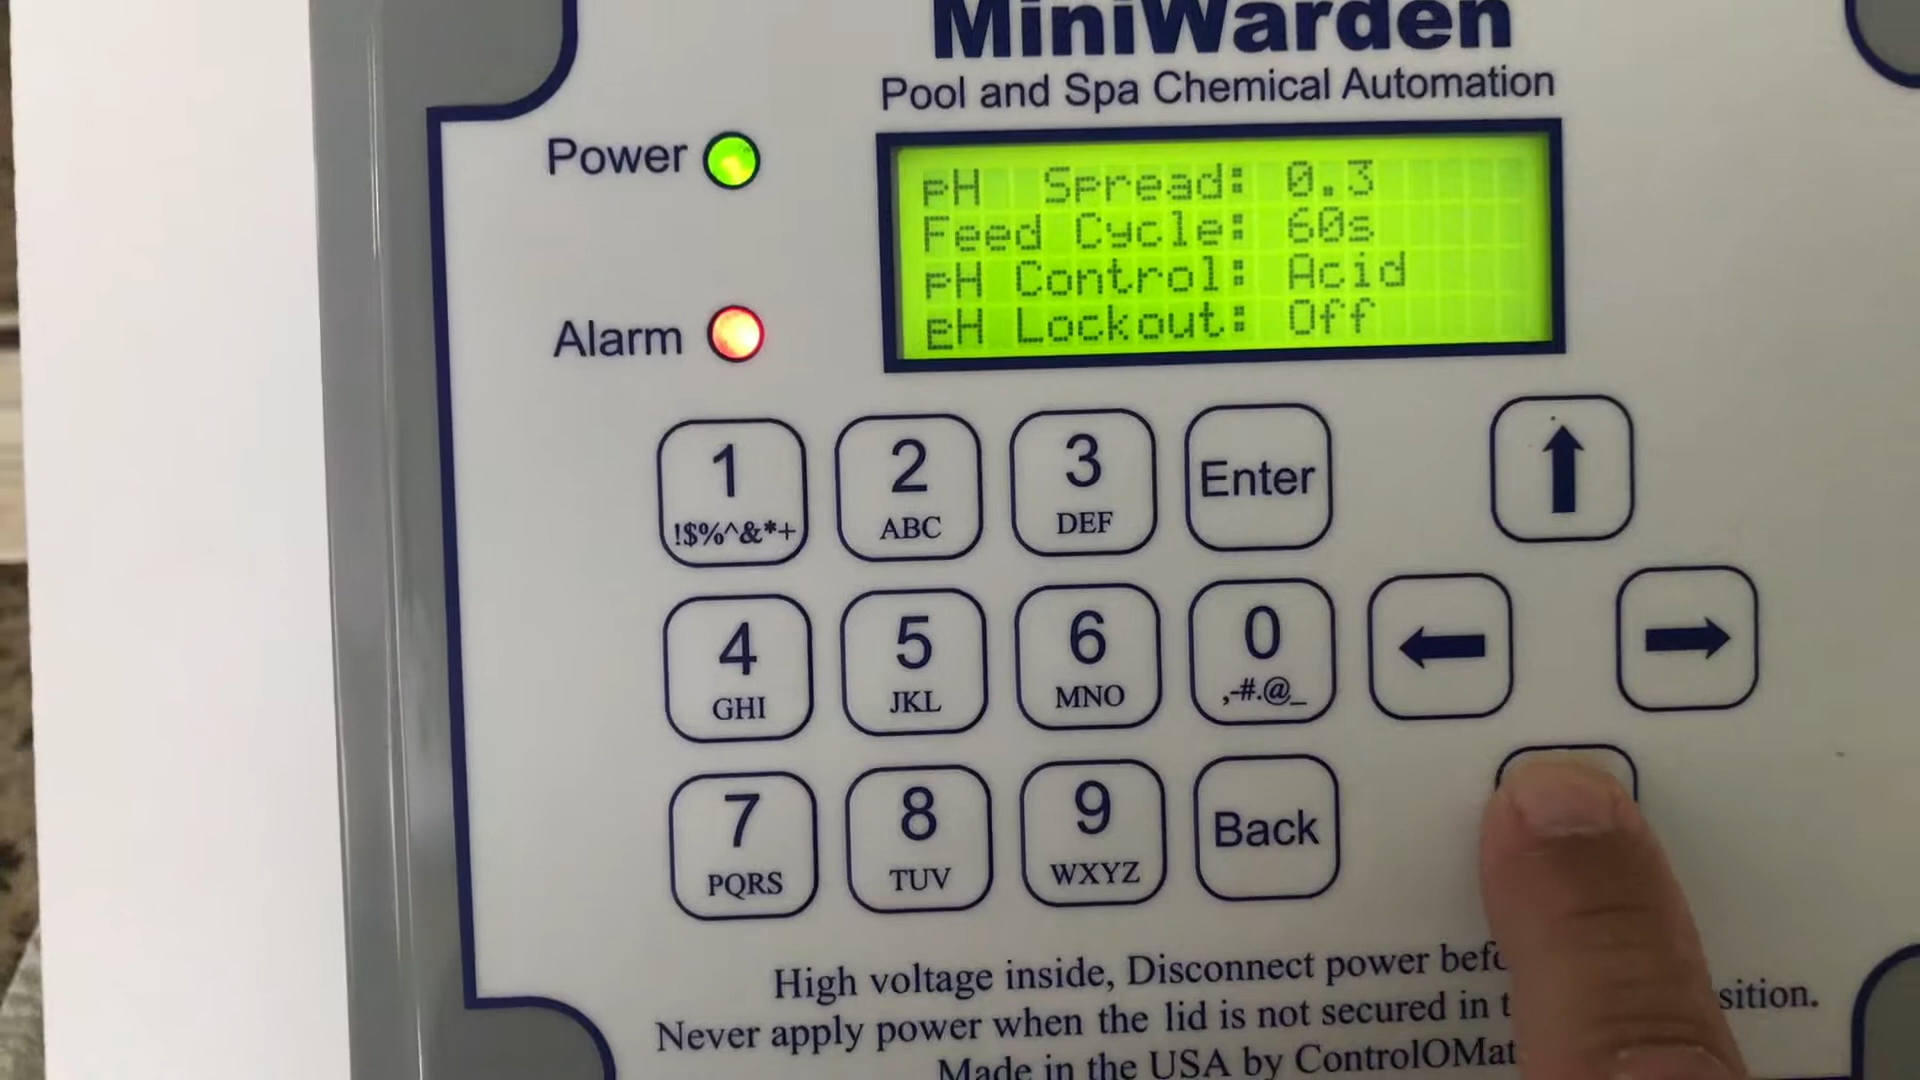 MiniWarden
Pool and Spa Chemical Automation
Power
Alarm
pH Spread: 0.3
Feed Cycle: 60s
pH Control: Acid
pH Lockout: Off
1 2 3 Enter
!$%^&*+ ABC DEF
4 5 6 0
GHI JKL MNO ,-#.@_
7 8 9 Back
PQRS TUV WXYZ
High voltage inside, Disconnect power
Never apply power when the lid is not secured in
Made in the USA by ControlOMat